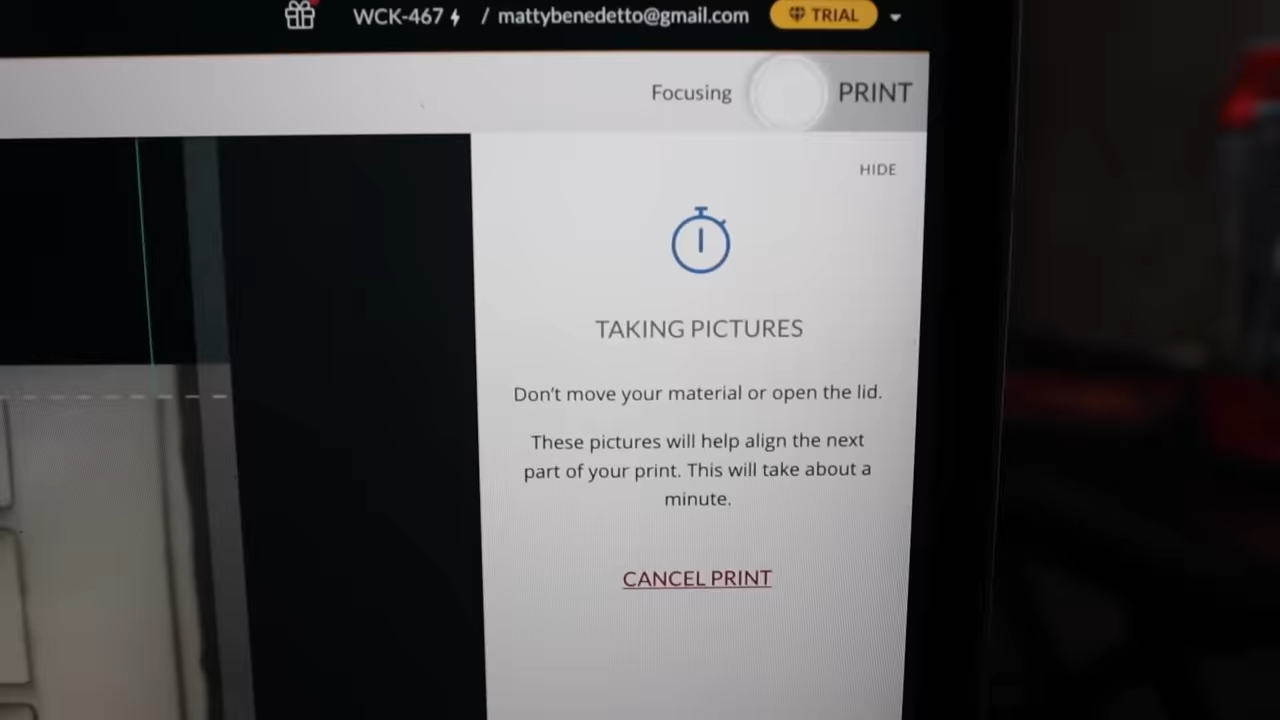 WCK-467 / mattybenedetto@gmail.com TRIAL
Focusing PRINT
HIDE
TAKING PICTURES
Don't move your material or open the lid.
These pictures will help align the next
part of your print. This will take about a
minute.
CANCEL PRINT